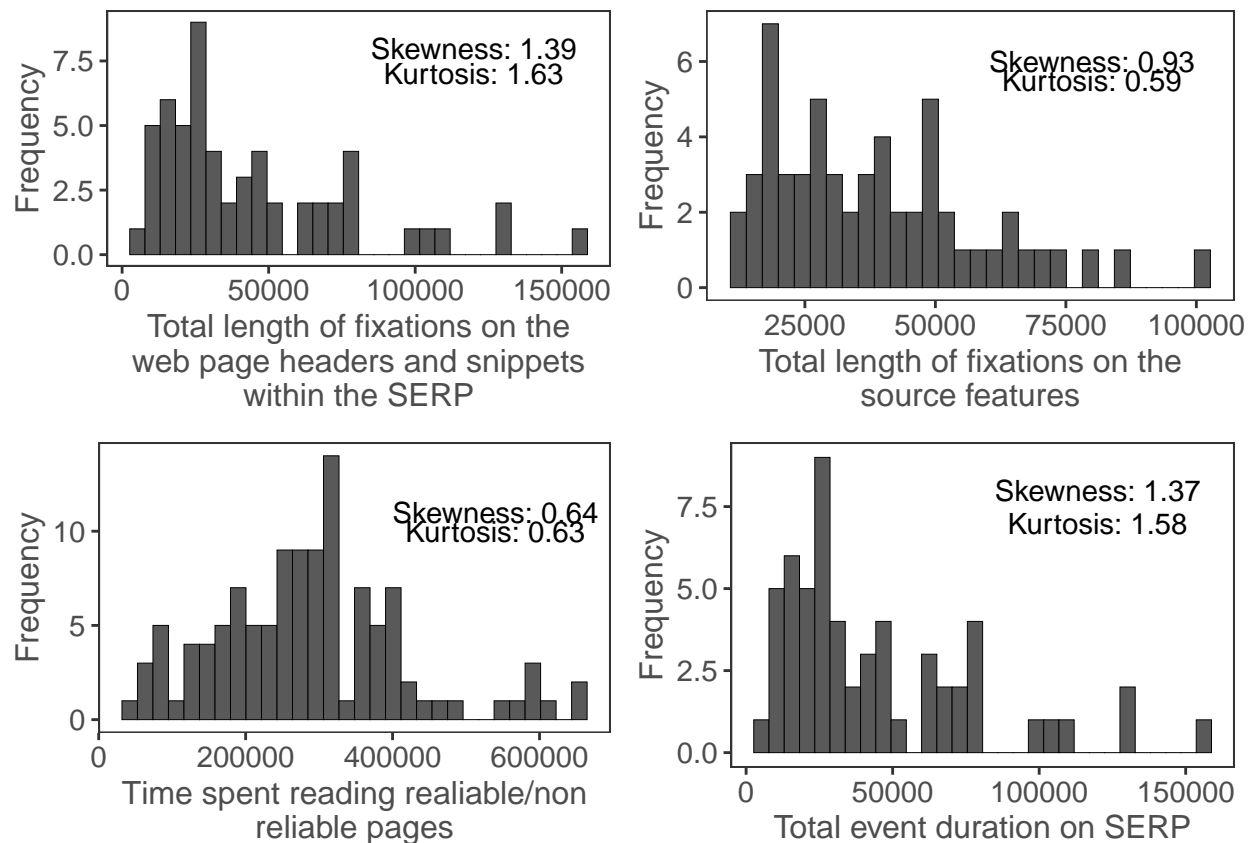 Skewness: 1.39
Kurtosis: 1.63
Frequency
7.5
5.0
2.5
0.0
0
50000
100000
150000
Total length of fixations on the
web page headers and snippets
within the SERP
Skewness: 0.93
Kurtosis: 0.59
Frequency
6
4
2
0
25000
50000
75000
100000
Total length of fixations on the
source features
Skewness: 0.64
Kurtosis: 0.63
Frequency
10
5
0
0
200000
400000
600000
Time spent reading realiable/non
reliable pages
Skewness: 1.37
Kurtosis: 1.58
Frequency
7.5
5.0
2.5
0.0
0
50000
100000
150000
Total event duration on SERP